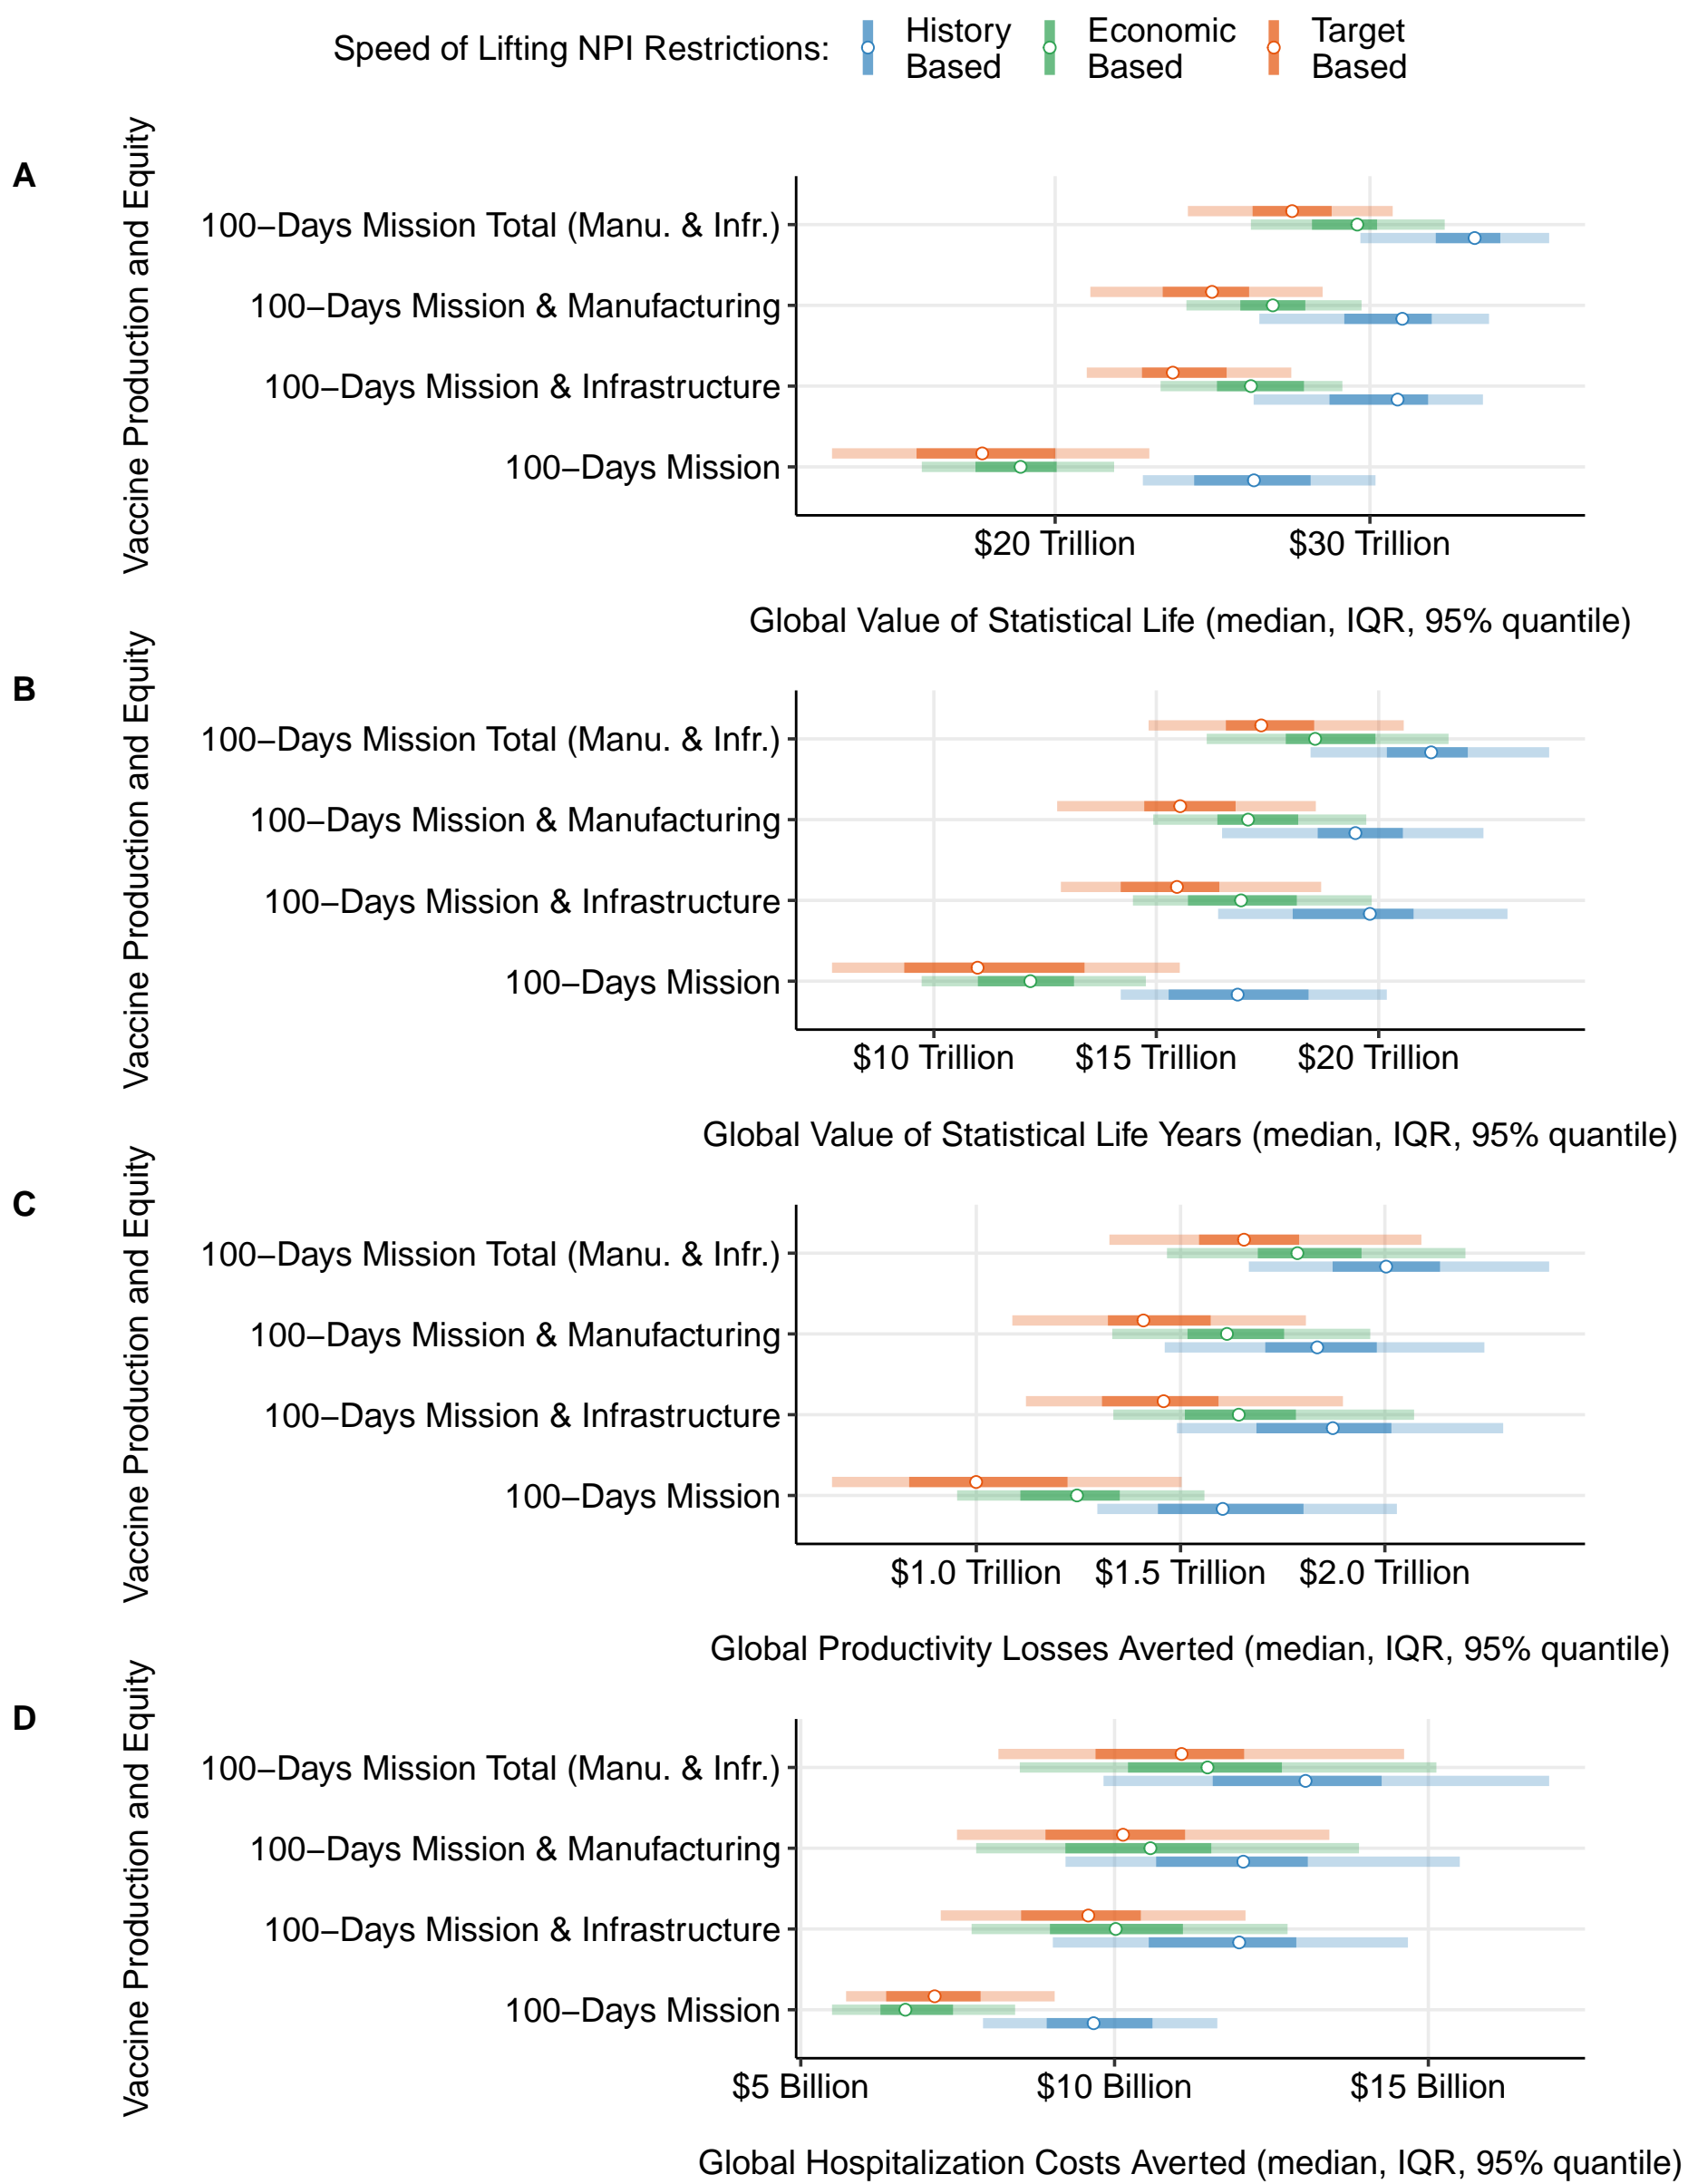 Speed of Lifting NPI Restrictions:
History
Based
Economic
Based
Target
Based
A
Vaccine Production and Equity
100−Days Mission Total (Manu. & Infr.)
100−Days Mission & Manufacturing
100−Days Mission & Infrastructure
100−Days Mission
$20 Trillion
$30 Trillion
Global Value of Statistical Life (median, IQR, 95% quantile)
B
Vaccine Production and Equity
100−Days Mission Total (Manu. & Infr.)
100−Days Mission & Manufacturing
100−Days Mission & Infrastructure
100−Days Mission
$10 Trillion
$15 Trillion
$20 Trillion
Global Value of Statistical Life Years (median, IQR, 95% quantile)
C
Vaccine Production and Equity
100−Days Mission Total (Manu. & Infr.)
100−Days Mission & Manufacturing
100−Days Mission & Infrastructure
100−Days Mission
$1.0 Trillion
$1.5 Trillion
$2.0 Trillion
Global Productivity Losses Averted (median, IQR, 95% quantile)
D
Vaccine Production and Equity
100−Days Mission Total (Manu. & Infr.)
100−Days Mission & Manufacturing
100−Days Mission & Infrastructure
100−Days Mission
$5 Billion
$10 Billion
$15 Billion
Global Hospitalization Costs Averted (median, IQR, 95% quantile)